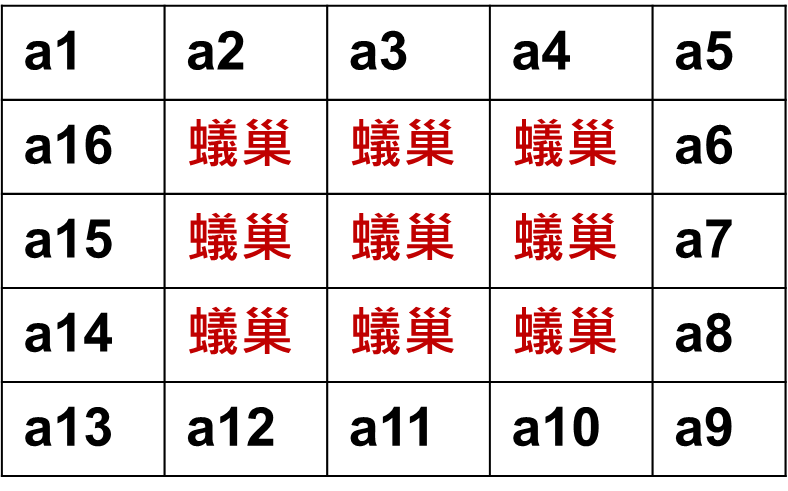 a1 a2 a3 a4 a5
a16 蟻巢 蟻巢 蟻巢 a6
a15 蟻巢 蟻巢 蟻巢 a7
a14 蟻巢 蟻巢 蟻巢 a8
a13 a12 a11 a10 a9